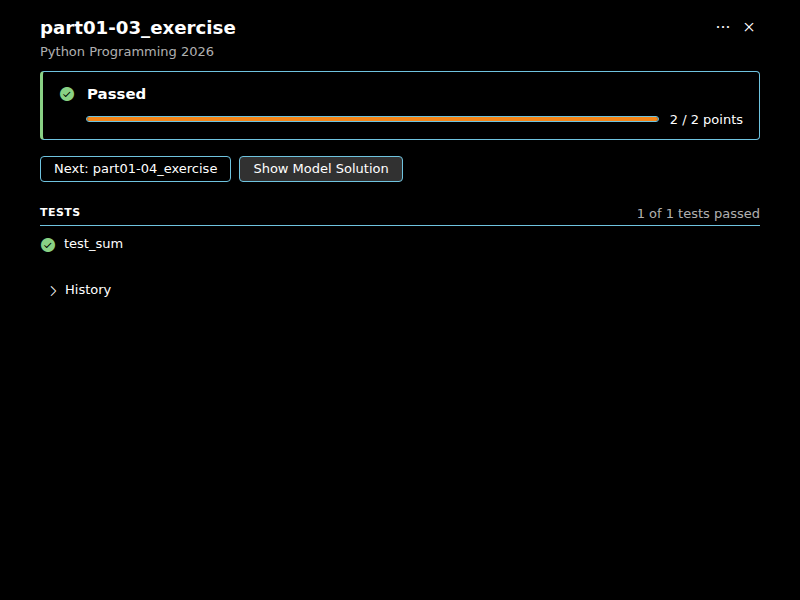 part01-03_exercise
Python Programming 2026
Passed
2 / 2 points
Next: part01-04_exercise
Show Model Solution
TESTS
1 of 1 tests passed
test_sum
History